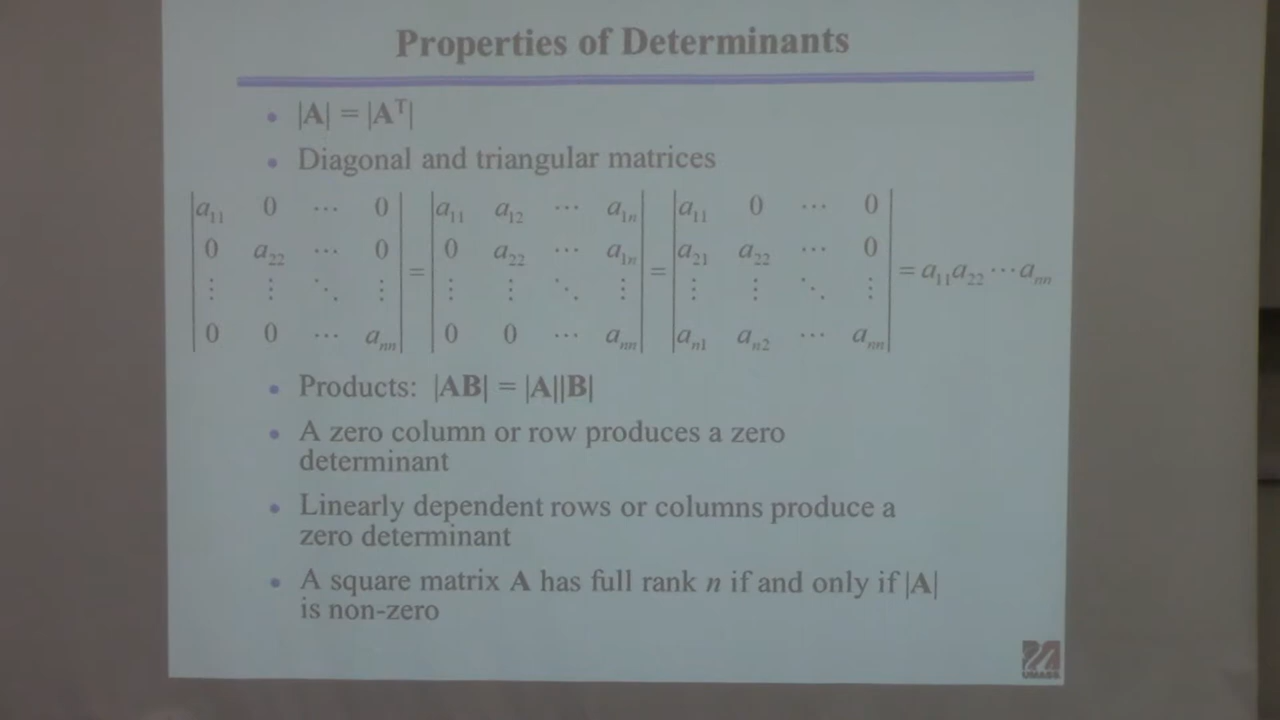 Properties of Determinants
• |A| = |Aᵀ|
• Diagonal and triangular matrices
|a₁₁ 0 ⋯ 0| |a₁₁ a₁₂ ⋯ a₁ₙ| |a₁₁ 0 ⋯ 0|
|0 a₂₂ ⋯ 0| |0 a₂₂ ⋯ a₁ₙ| |a₂₁ a₂₂ ⋯ 0|
|⋮ ⋮ ⋱ ⋮| = |⋮ ⋮ ⋱ ⋮| = |⋮ ⋮ ⋱ ⋮| = a₁₁a₂₂⋯aₙₙ
|0 0 ⋯ aₙₙ| |0 0 ⋯ aₙₙ| |aₙ₁ aₙ₂ ⋯ aₙₙ|
• Products: |AB| = |A||B|
• A zero column or row produces a zero
determinant
• Linearly dependent rows or columns produce a
zero determinant
• A square matrix A has full rank n if and only if |A|
is non-zero
UMASS